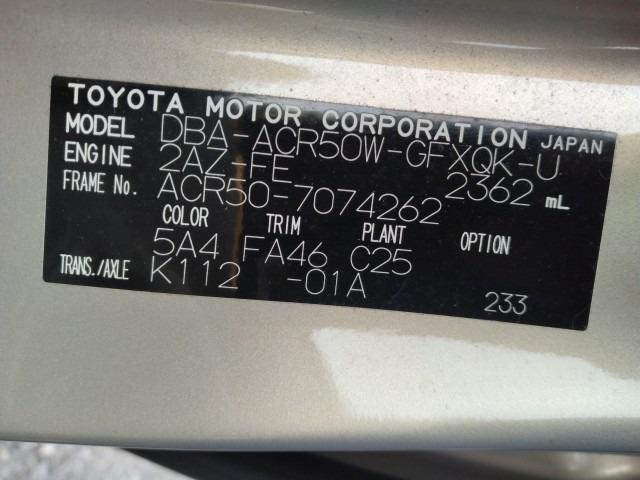 TOYOTA MOTOR CORPORATION JAPAN
MODEL DBA-ACR50W-GFXQK-U
ENGINE 2AZ-FE 2362 mL
FRAME No. ACR50-7074262
COLOR TRIM PLANT OPTION
5A4 FA46 C25
TRANS./AXLE K112 -01A
233